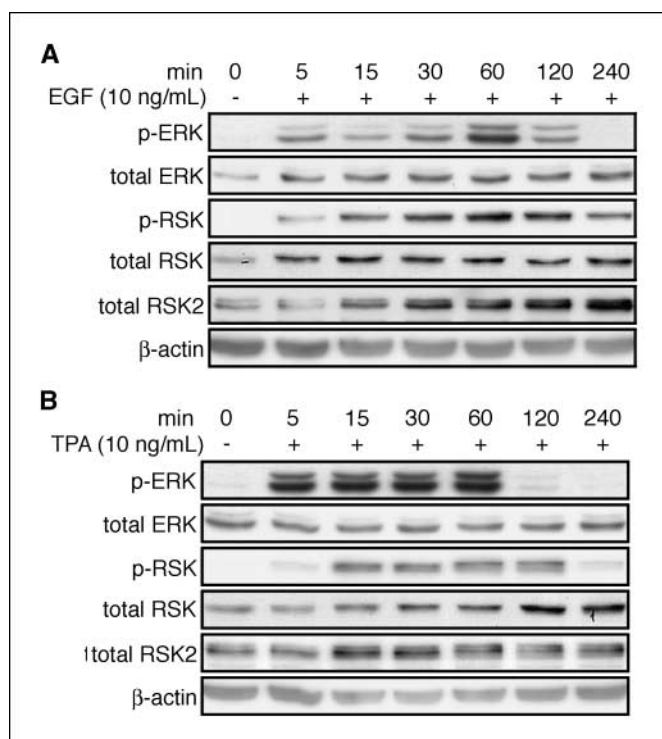 A
min 0 5 15 30 60 120 240
EGF (10 ng/mL) - + + + + + +
p-ERK
total ERK
p-RSK
total RSK
total RSK2
β-actin
B
min 0 5 15 30 60 120 240
TPA (10 ng/mL) - + + + + + +
p-ERK
total ERK
p-RSK
total RSK
total RSK2
β-actin